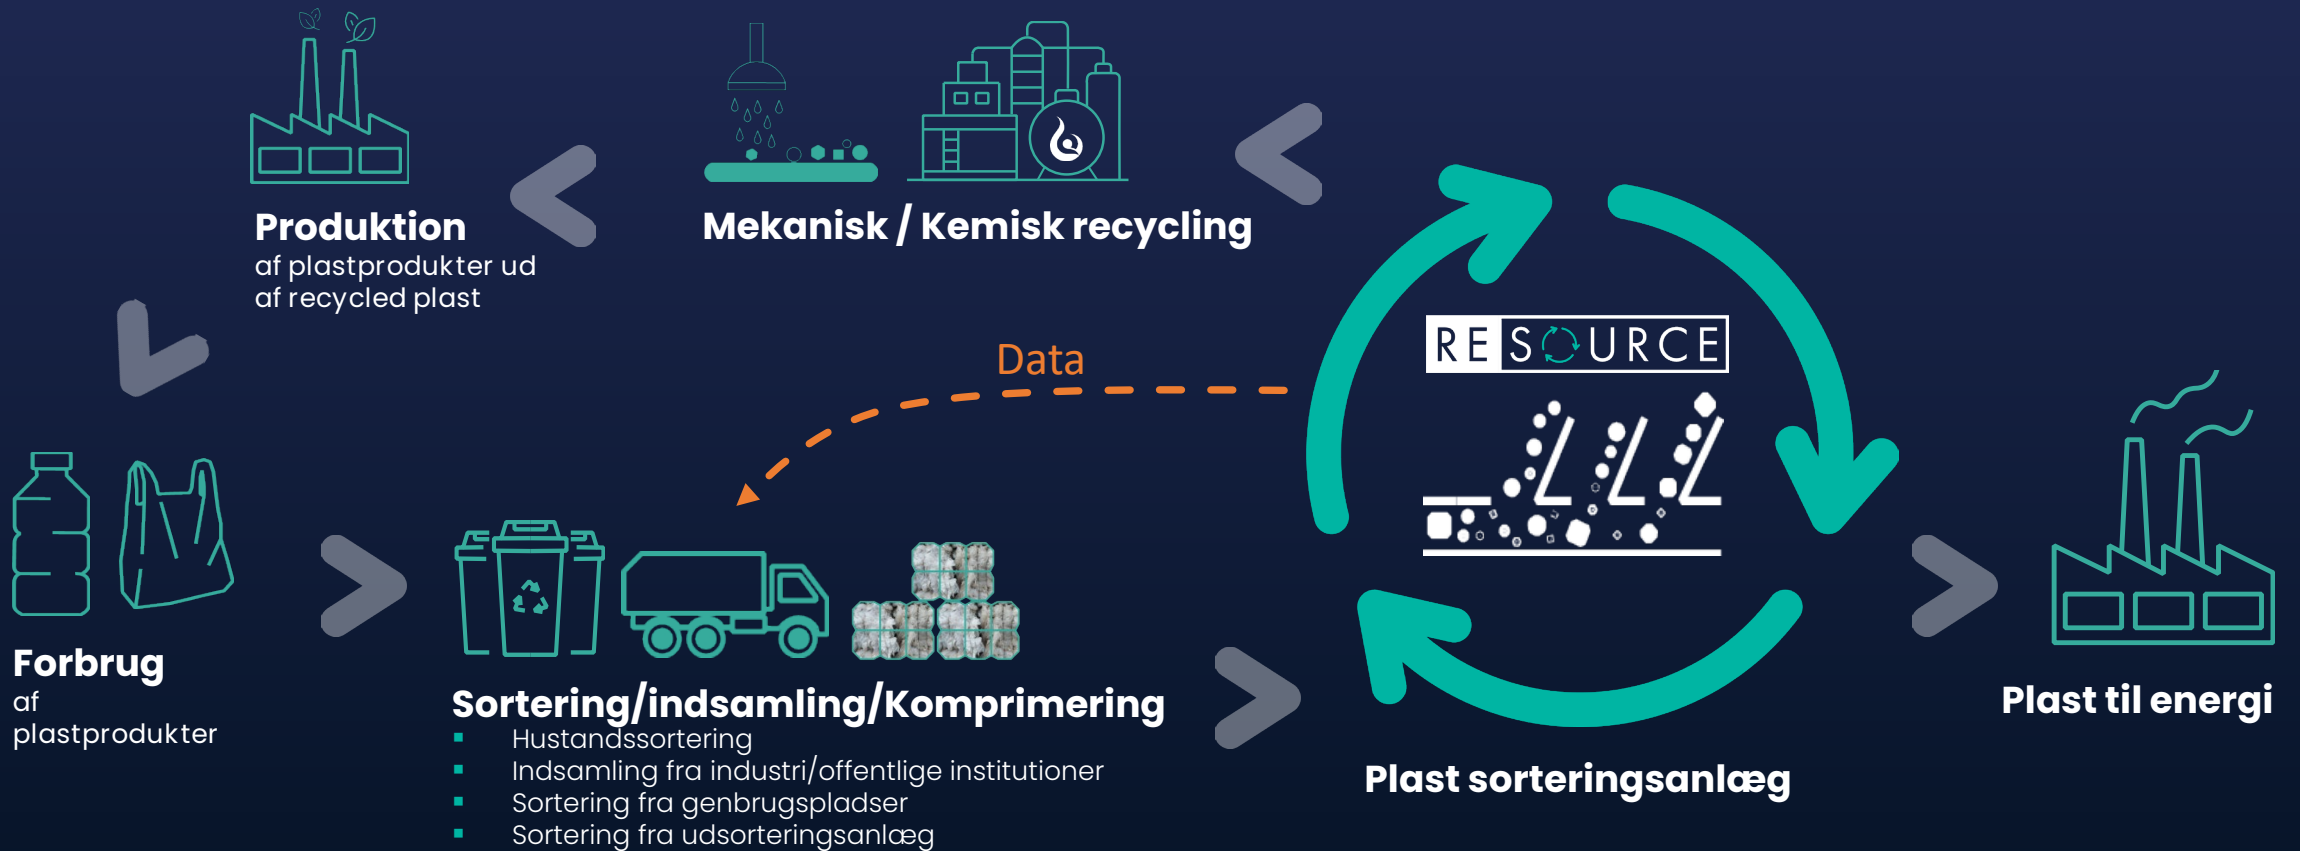 Produktion
af plastprodukter ud
af recycled plast
Mekanisk / Kemisk recycling
Data
RESOURCE
Forbrug
af
plastprodukter
Sortering/indsamling/Komprimering
▪ Hustandssortering
▪ Indsamling fra industri/offentlige institutioner
▪ Sortering fra genbrugspladser
▪ Sortering fra udsorteringsanlæg
Plast sorteringsanlæg
Plast til energi